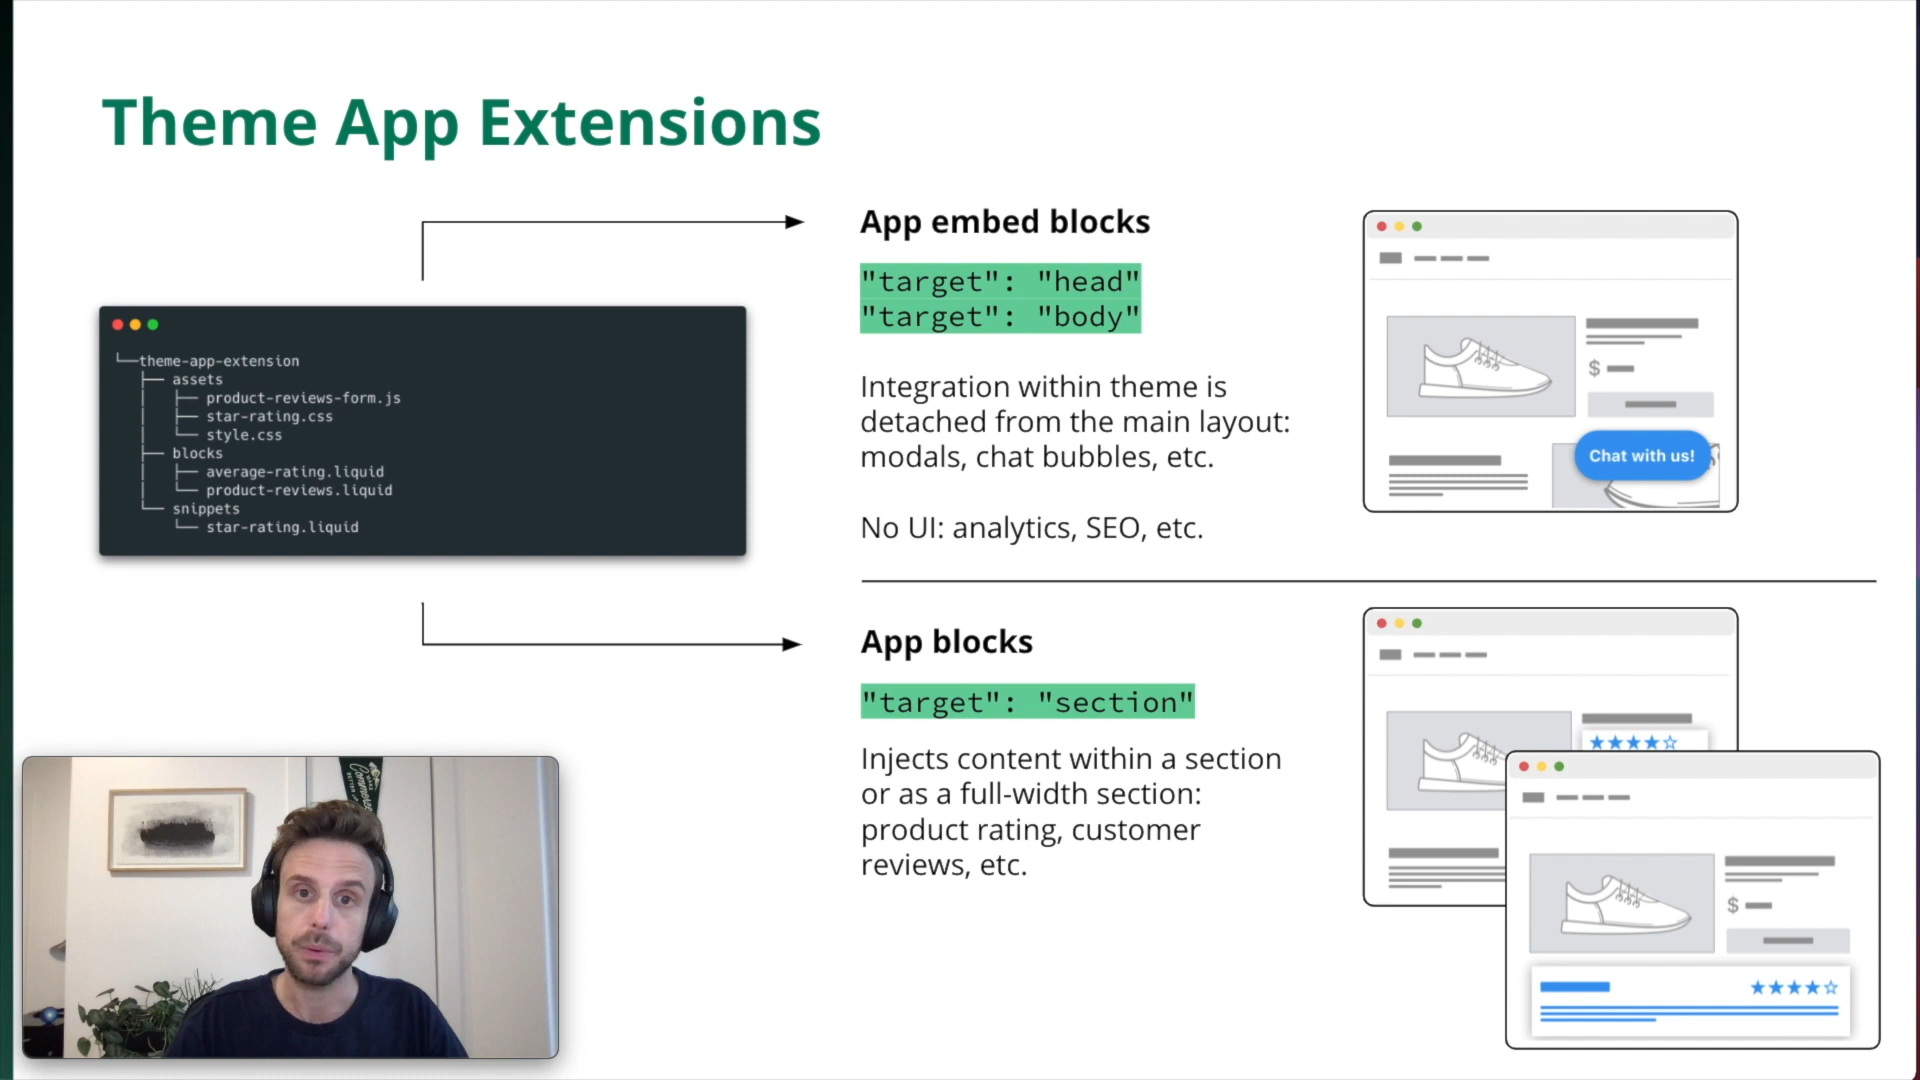 Theme App Extensions
└──theme-app-extension
├── assets
│ ├── product-reviews-form.js
│ ├── star-rating.css
│ └── style.css
├── blocks
│ ├── average-rating.liquid
│ └── product-reviews.liquid
└── snippets
└── star-rating.liquid
App embed blocks
"target": "head"
"target": "body"
Integration within theme is
detached from the main layout:
modals, chat bubbles, etc.
No UI: analytics, SEO, etc.
$
Chat with us!
App blocks
"target": "section"
Injects content within a section
or as a full-width section:
product rating, customer
reviews, etc.
$